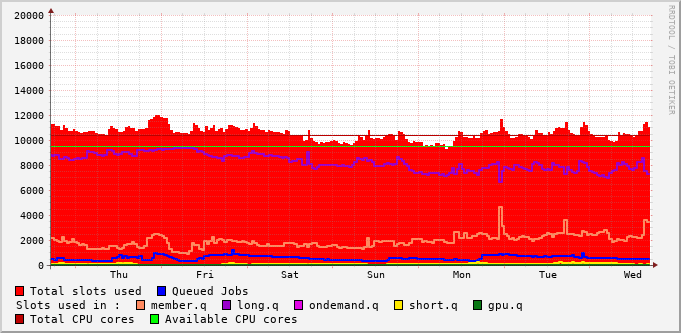 20000
18000
16000
14000
12000
10000
8000
6000
4000
2000
0
Thu Fri Sat Sun Mon Tue Wed
RRDTOOL / TOBI OETIKER
Total slots used Queued Jobs
Slots used in : member.q long.q ondemand.q short.q gpu.q
Total CPU cores Available CPU cores